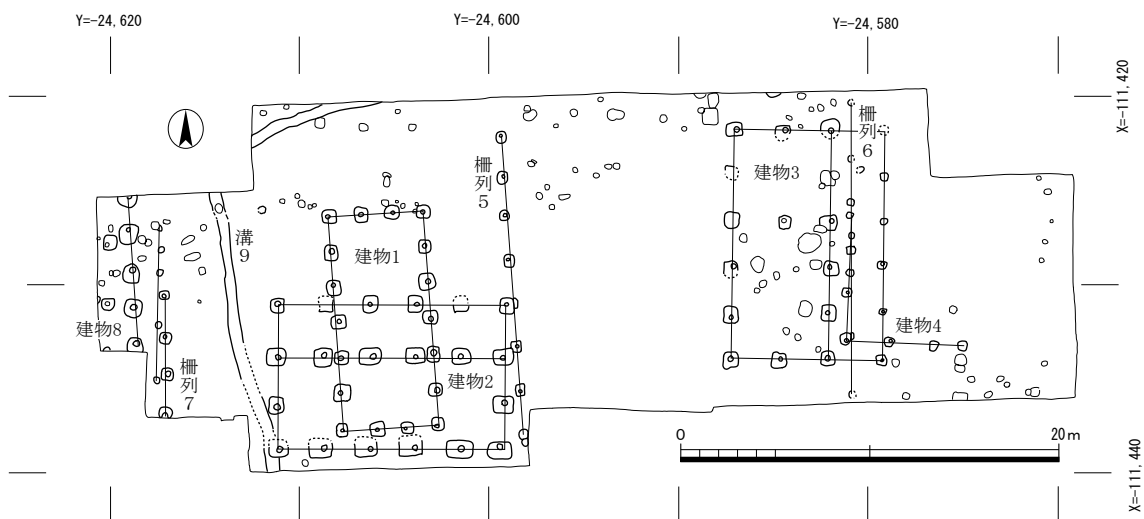 Y=-24,620
Y=-24,600
Y=-24,580
X=-111,420
柵列6
柵列5
建物3
溝9
建物1
建物8
建物4
柵列7
建物2
0
20m
X=-111,440